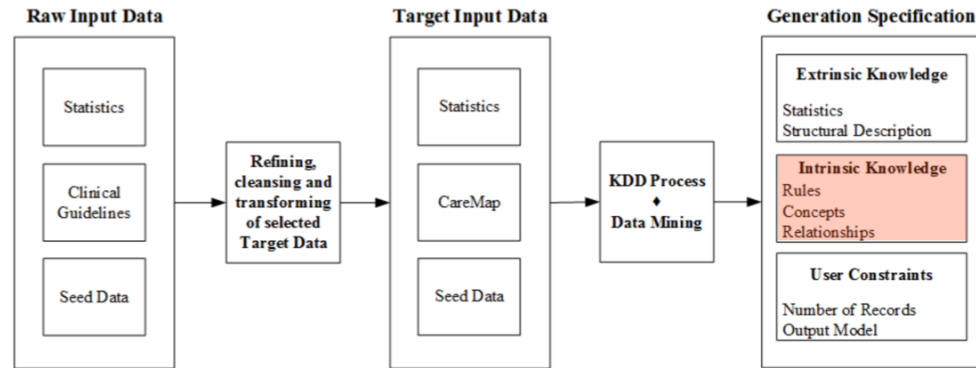 Raw Input Data
Statistics
Clinical
Guidelines
Seed Data
Refining,
cleansing and
transforming
of selected
Target Data
Target Input Data
Statistics
CareMap
Seed Data
KDD Process
♦
Data Mining
Generation Specification
Extrinsic Knowledge
Statistics
Structural Description
Intrinsic Knowledge
Rules
Concepts
Relationships
User Constraints
Number of Records
Output Model